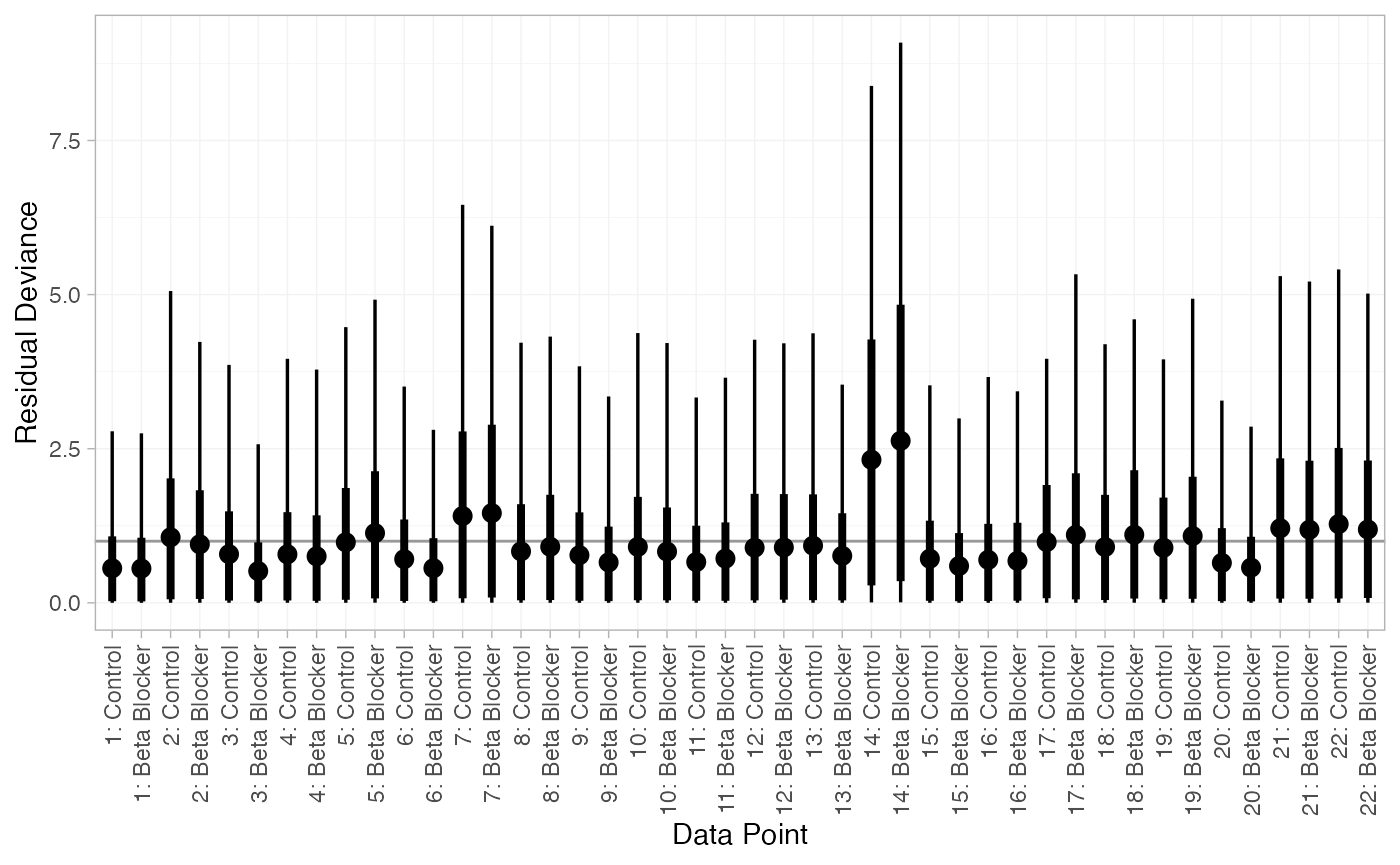 Residual Deviance
7.5
5.0
2.5
0.0
1: Control
1: Beta Blocker
2: Control
2: Beta Blocker
3: Control
3: Beta Blocker
4: Control
4: Beta Blocker
5: Control
5: Beta Blocker
6: Control
6: Beta Blocker
7: Control
7: Beta Blocker
8: Control
8: Beta Blocker
9: Control
9: Beta Blocker
10: Control
10: Beta Blocker
11: Control
11: Beta Blocker
12: Control
12: Beta Blocker
13: Control
13: Beta Blocker
14: Control
14: Beta Blocker
15: Control
15: Beta Blocker
16: Control
16: Beta Blocker
17: Control
17: Beta Blocker
18: Control
18: Beta Blocker
19: Control
19: Beta Blocker
20: Control
20: Beta Blocker
21: Control
21: Beta Blocker
22: Control
22: Beta Blocker
Data Point